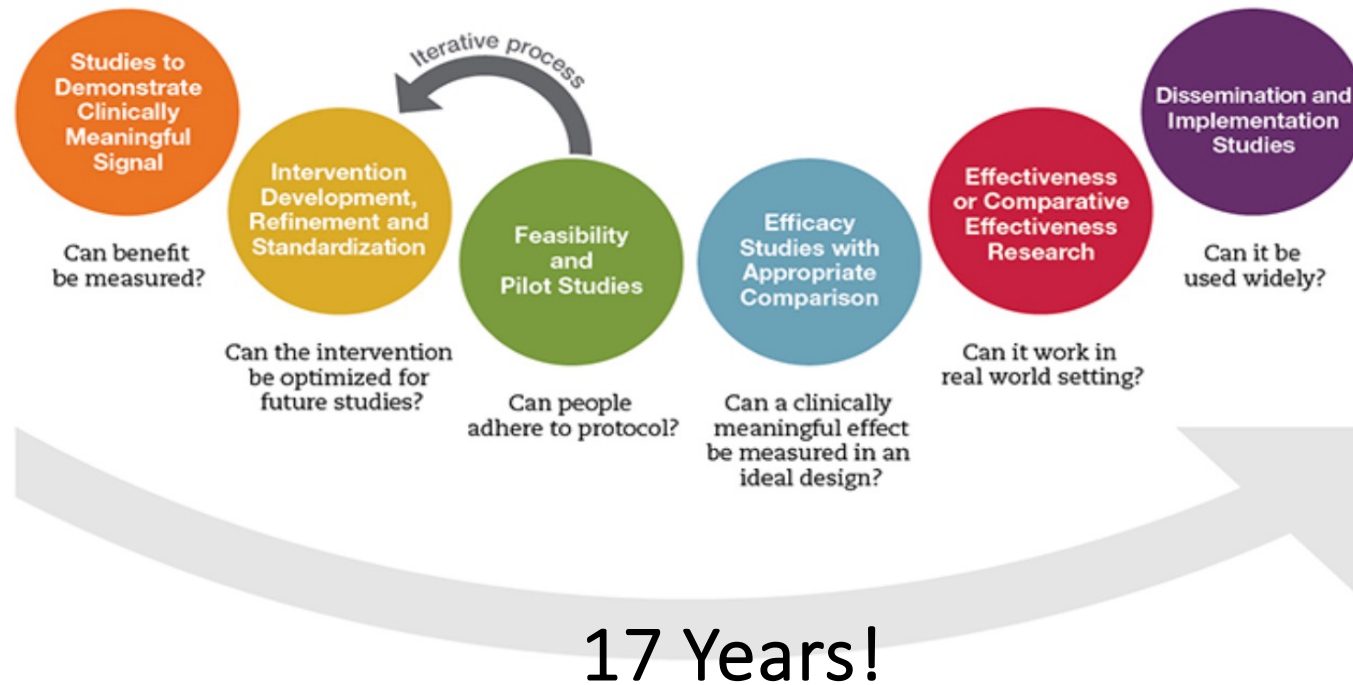 Studies to
Demonstrate
Clinically
Meaningful
Signal
Can benefit
be measured?
Intervention
Development,
Refinement and
Standardization
Can the intervention
be optimized for
future studies?
Iterative process
Feasibility
and
Pilot Studies
Can people
adhere to protocol?
Efficacy
Studies with
Appropriate
Comparison
Can a clinically
meaningful effect
be measured in an
ideal design?
Effectiveness
or Comparative
Effectiveness
Research
Can it work in
real world setting?
Dissemination and
Implementation
Studies
Can it be
used widely?
17 Years!